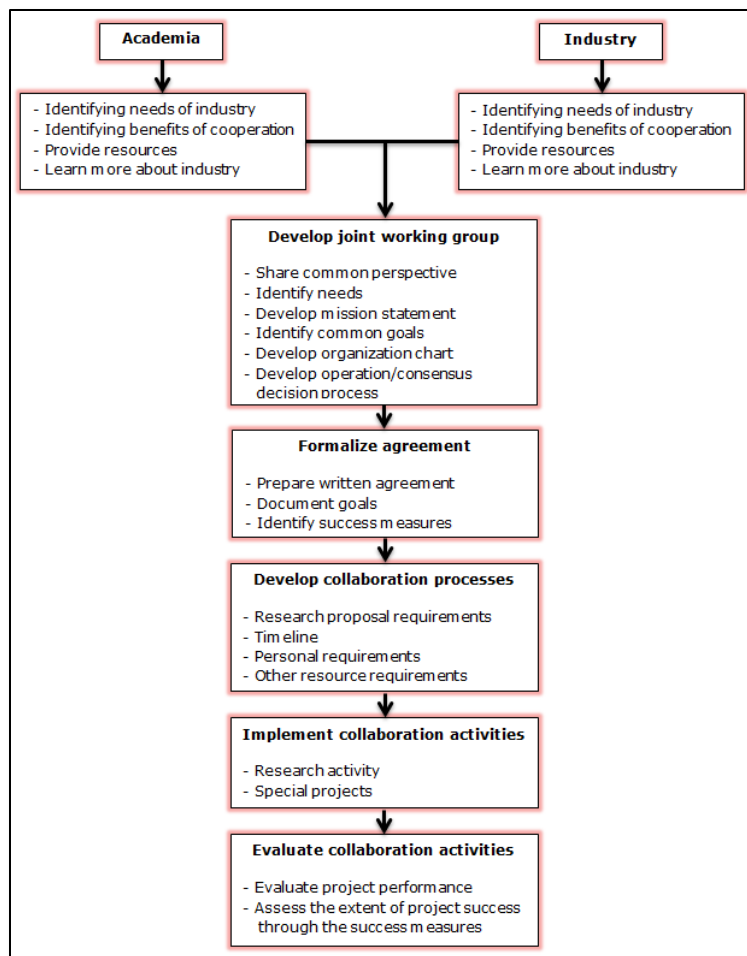 Academia
Industry
- Identifying needs of industry
- Identifying benefits of cooperation
- Provide resources
- Learn more about industry
- Identifying needs of industry
- Identifying benefits of cooperation
- Provide resources
- Learn more about industry
Develop joint working group
- Share common perspective
- Identify needs
- Develop mission statement
- Identify common goals
- Develop organization chart
- Develop operation/consensus
decision process
Formalize agreement
- Prepare written agreement
- Document goals
- Identify success measures
Develop collaboration processes
- Research proposal requirements
- Timeline
- Personal requirements
- Other resource requirements
Implement collaboration activities
- Research activity
- Special projects
Evaluate collaboration activities
- Evaluate project performance
- Assess the extent of project success
through the success measures